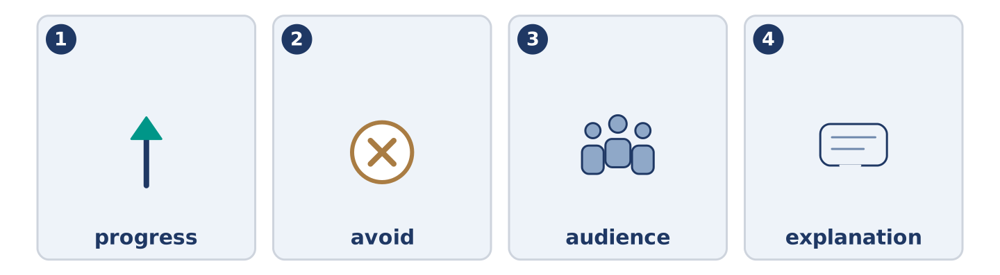 1
progress
2
avoid
3
audience
4
explanation